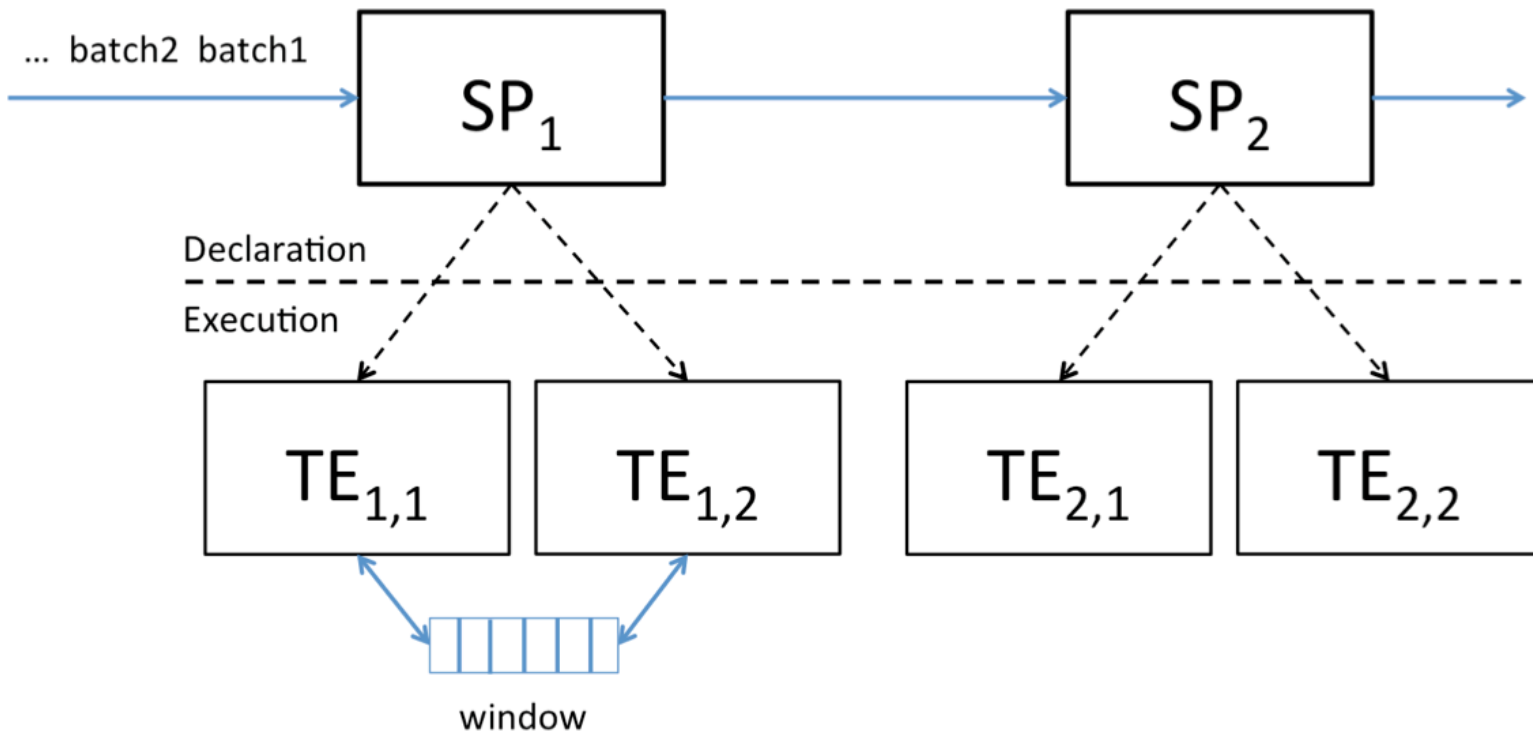 ... batch2 batch1
SP1
SP2
Declaration
Execution
TE1,1
TE1,2
TE2,1
TE2,2
window